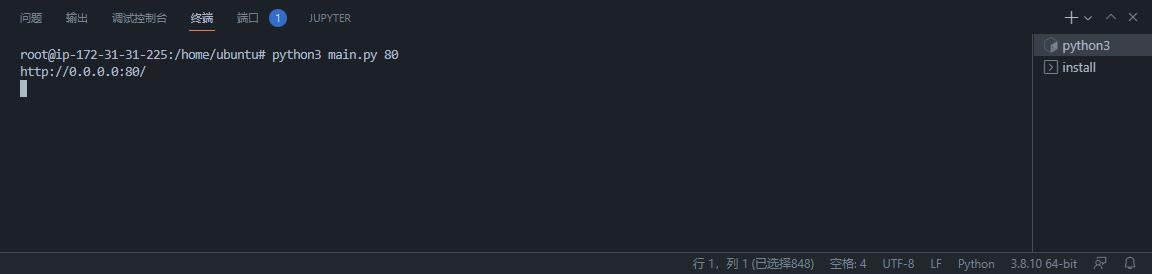 问题 输出 调试控制台 终端 端口 1 JUPYTER
root@ip-172-31-31-225:/home/ubuntu# python3 main.py 80
http://0.0.0.0:80/
python3
install
行 1，列 1 (已选择848) 空格: 4 UTF-8 LF Python 3.8.10 64-bit